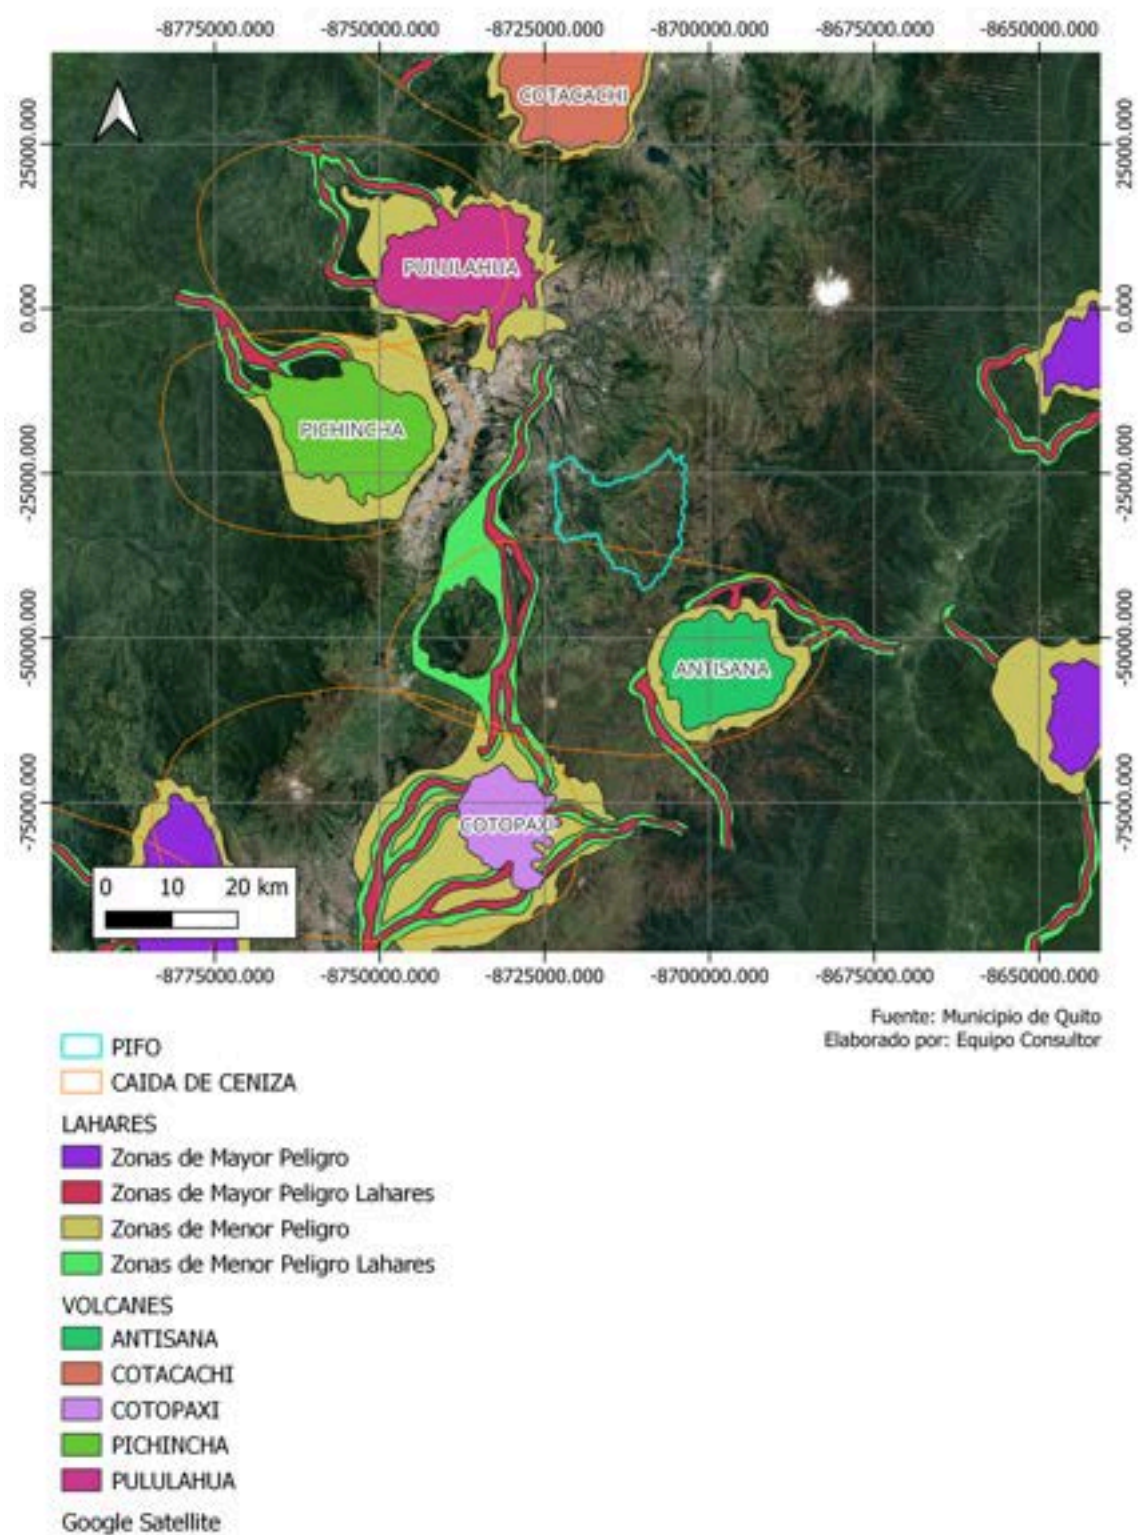 -8775000.000 -8750000.000 -8725000.000 -8700000.000 -8675000.000 -8650000.000
COTACACHI
25000.000 25000.000
PULULAHUA
0.000 0.000
PICHINCHA
-25000.000 -25000.000
-50000.000 -50000.000
ANTISANA
-75000.000 -75000.000
COTOPAXI
0 10 20 km
-8775000.000 -8750000.000 -8725000.000 -8700000.000 -8675000.000 -8650000.000
Fuente: Municipio de Quito
Elaborado por: Equipo Consultor
PIFO
CAIDA DE CENIZA
LAHARES
Zonas de Mayor Peligro
Zonas de Mayor Peligro Lahares
Zonas de Menor Peligro
Zonas de Menor Peligro Lahares
VOLCANES
ANTISANA
COTACACHI
COTOPAXI
PICHINCHA
PULULAHUA
Google Satellite